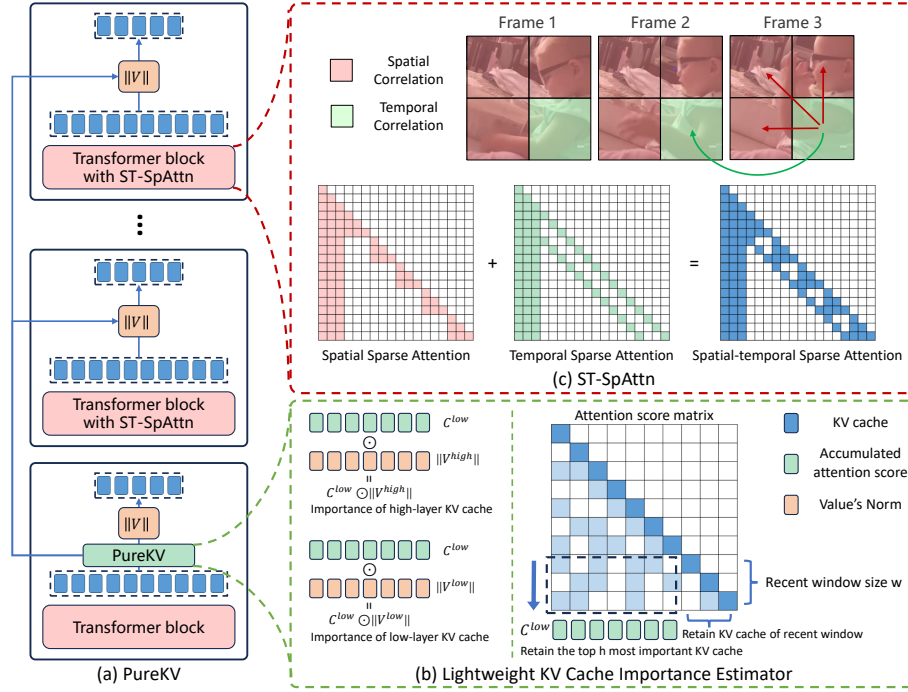 ‖V‖
Transformer block
with ST-SpAttn
‖V‖
Transformer block
with ST-SpAttn
‖V‖
PureKV
Transformer block
(a) PureKV
Frame 1
Frame 2
Frame 3
Spatial
Correlation
Temporal
Correlation
+
=
Spatial Sparse Attention
Temporal Sparse Attention
Spatial-temporal Sparse Attention
(c) ST-SpAttn
C^{low}
⊙
‖V^{high}‖
=
C^{low} ⊙‖V^{high}‖
Importance of high-layer KV cache
C^{low}
⊙
‖V^{low}‖
=
C^{low} ⊙‖V^{low}‖
Importance of low-layer KV cache
Attention score matrix
KV cache
Accumulated
attention score
Value's Norm
Recent window size w
C^{low}
Retain KV cache of recent window
Retain the top h most important KV cache
(b) Lightweight KV Cache Importance Estimator